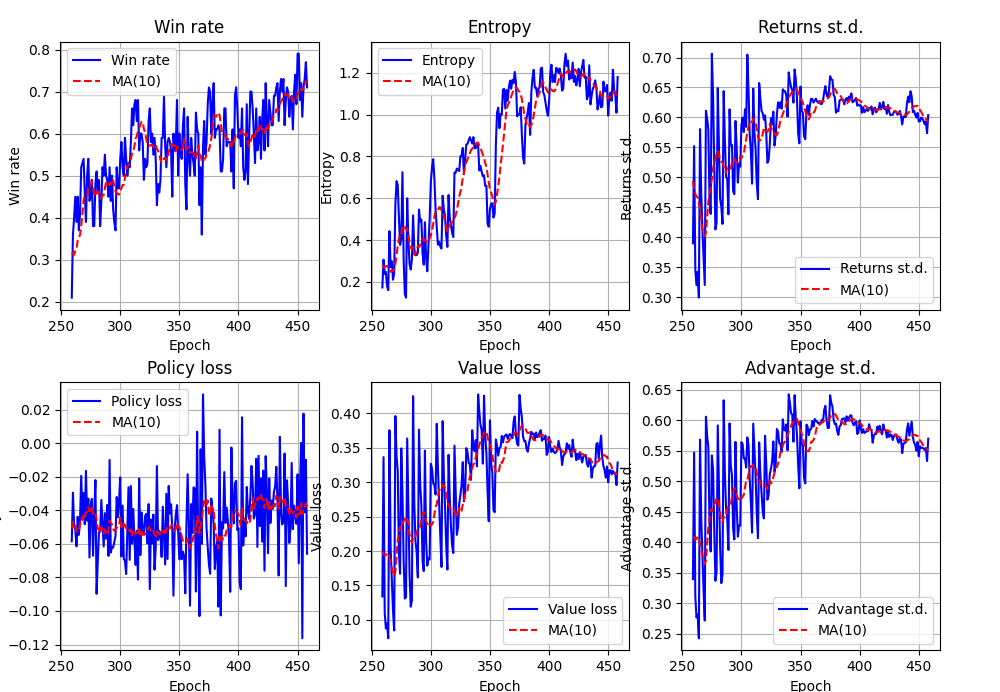 Win rate
Win rate
MA(10)
0.8
0.7
0.6
0.5
0.4
0.3
0.2
Win rate
250
300
350
400
450
Epoch
Entropy
Entropy
MA(10)
1.2
1.0
0.8
0.6
0.4
0.2
Entropy
250
300
350
400
450
Epoch
Returns st.d.
0.70
0.65
0.60
0.55
0.50
0.45
0.40
0.35
0.30
Returns st.d.
Returns st.d.
MA(10)
250
300
350
400
450
Epoch
Policy loss
Policy loss
MA(10)
0.02
0.00
−0.02
−0.04
−0.06
−0.08
−0.10
−0.12
250
300
350
400
450
Epoch
Value loss
0.40
0.35
0.30
0.25
0.20
0.15
0.10
Value loss
Value loss
MA(10)
250
300
350
400
450
Epoch
Advantage st.d.
0.65
0.60
0.55
0.50
0.45
0.40
0.35
0.30
0.25
Advantage st.d.
Advantage st.d.
MA(10)
250
300
350
400
450
Epoch